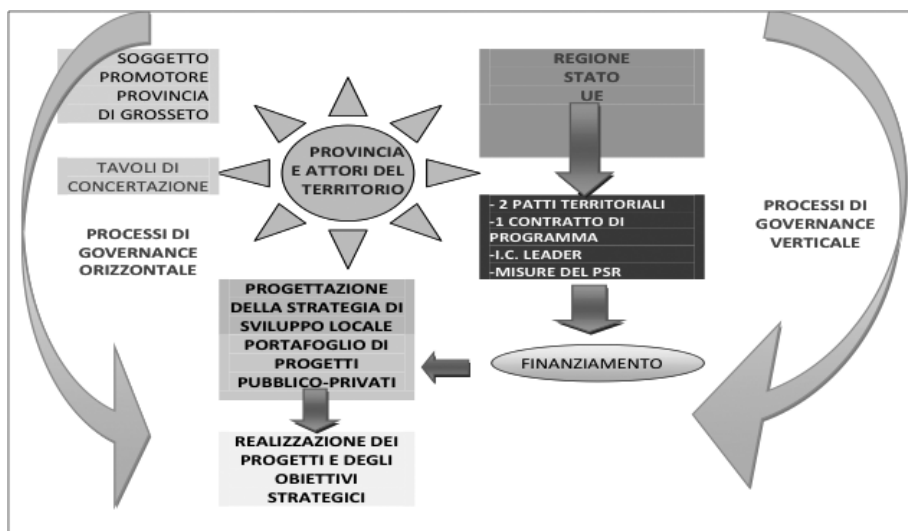 SOGGETTO
PROMOTORE
PROVINCIA
DI GROSSETO
TAVOLI DI
CONCERTAZIONE
PROCESSI DI
GOVERNANCE
ORIZZONTALE
PROVINCIA
E ATTORI DEL
TERRITORIO
REGIONE
STATO
UE
- 2 PATTI TERRITORIALI
-1 CONTRATTO DI
PROGRAMMA
-I.C. LEADER
-MISURE DEL PSR
PROCESSI DI
GOVERNANCE
VERTICALE
FINANZIAMENTO
PROGETTAZIONE
DELLA STRATEGIA DI
SVILUPPO LOCALE
PORTAFOGLIO DI
PROGETTI
PUBBLICO-PRIVATI
REALIZZAZIONE DEI
PROGETTI E DEGLI
OBIETTIVI
STRATEGICI